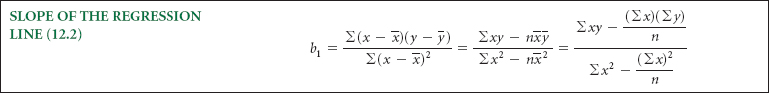 SLOPE OF THE REGRESSION
LINE (12.2)
b₁ = Σ(x − x̅)(y − y̅) / Σ(x − x̅)² = (Σxy − nx̅y̅) / (Σx² − nx̅²) = (Σxy − (Σx)(Σy)/n) / (Σx² − (Σx)²/n)